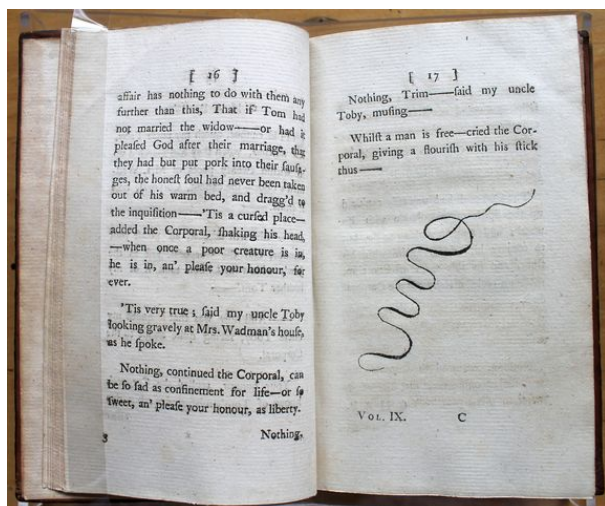 [ 16 ]
affair has nothing to do with them any
further than this, That if Tom had
not married the widow——or had it
pleaſed God after their marriage, that
they had but put pork into their ſauſa-
ges, the honeſt ſoul had never been taken
out of his warm bed, and dragg'd to
the inquiſition——'Tis a curſed place—
added the Corporal, ſhaking his head,
—when once a poor creature is in,
he is in, an' pleaſe your honour, for
ever.
'Tis very true; ſaid my uncle Toby
looking gravely at Mrs. Wadman's houſe,
as he ſpoke.
Nothing, continued the Corporal, can
be ſo ſad as confinement for life—or ſo
ſweet, an' pleaſe your honour, as liberty.
Nothing,
[ 17 ]
Nothing, Trim——ſaid my uncle
Toby, muſing——
Whilſt a man is free—cried the Cor-
poral, giving a flouriſh with his ſtick
thus——
VOL. IX. C